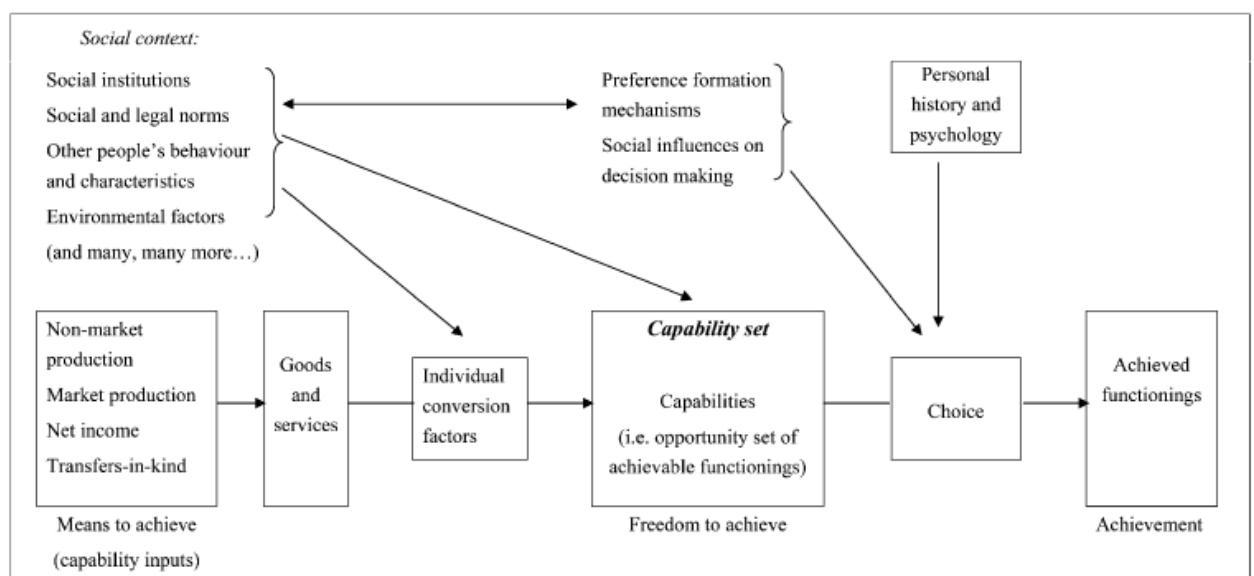 Social context:
Social institutions
Social and legal norms
Other people's behaviour
and characteristics
Environmental factors
(and many, many more…)
Preference formation
mechanisms
Social influences on
decision making
Personal
history and
psychology
Non-market
production
Market production
Net income
Transfers-in-kind
Means to achieve
(capability inputs)
Goods
and
services
Individual
conversion
factors
Capability set
Capabilities
(i.e. opportunity set of
achievable functionings)
Freedom to achieve
Choice
Achieved
functionings
Achievement